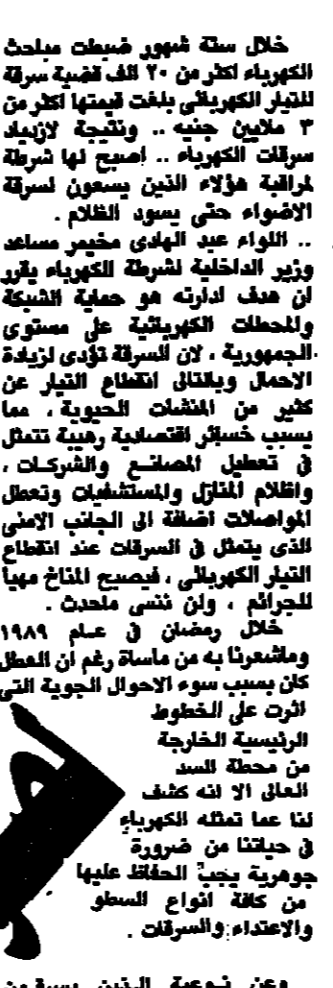 خلال ستة شهور ضبطت مباحث
الكهرباء اكثر من ٢٠ الف قضية سرقة
للتيار الكهربائى بلغت قيمتها اكثر من
٣ ملايين جنيه .. ونتيجة لازدياد
سرقات الكهرباء .. اصبح لها شرطة
لمراقبة هؤلاء الذين يسعون لسرقة
الاضواء حتى يسود الظلام .
.. اللواء عبد الهادى مخيمر مساعد
وزير الداخلية لشرطة الكهرباء يقرر
ان هدف ادارته هو حماية الشبكة
والمحطات الكهربائية على مستوى
الجمهورية ، لان السرقة تؤدى لزيادة
الاحمال وبالتالى انقطاع التيار عن
كثير من المنشات الحيوية ، مما
يسبب خسائر اقتصادية رهيبة تتمثل
فى تعطيل المصانع والشركات ،
واظلام المنازل والمستشفيات وتعطل
المواصلات اضافة الى الجانب الامنى
الذى يتمثل فى السرقات عند انقطاع
التيار الكهربائى ، فيصبح المناخ مهيأ
للجرائم ، ولن ننسى ماحدث .
خلال رمضان فى عام ١٩٨٩
وماشعرنا به من ماساة رغم ان العطل
كان بسبب سوء الاحوال الجوية التى
اثرت على الخطوط
الرئيسية الخارجة
من محطة السد
العالى الا انه كشف
لنا عما تمثله الكهرباء
فى حياتنا من ضرورة
جوهرية يجب الحفاظ عليها
من كافة انواع السطو
والاعتداء والسرقات .
وعن نوعية الذين